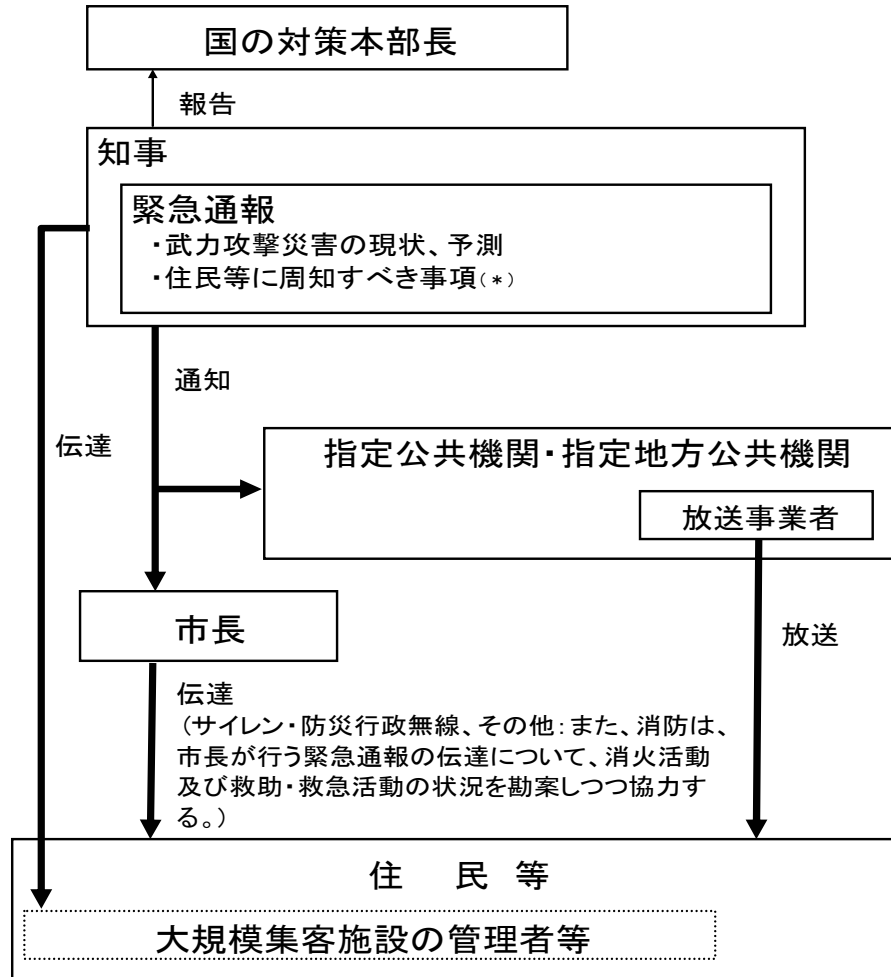 国の対策本部長
報告
知事
緊急通報
・武力攻撃災害の現状、予測
・住民等に周知すべき事項(*)
通知
伝達
指定公共機関・指定地方公共機関
放送事業者
市長
放送
伝達
(サイレン・防災行政無線、その他:また、消防は、
市長が行う緊急通報の伝達について、消火活動
及び救助・救急活動の状況を勘案しつつ協力す
る。)
住 民 等
大規模集客施設の管理者等